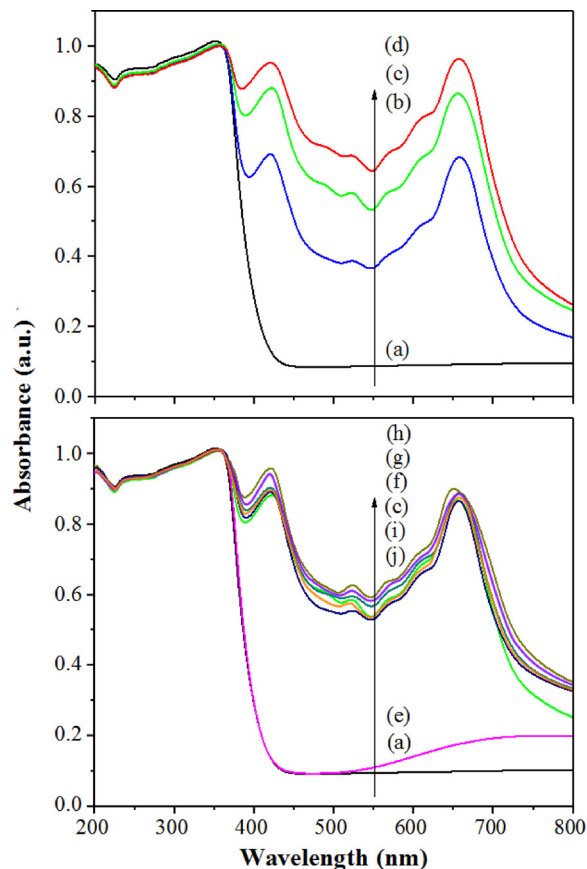 1.0
(d)
(c)
0.8
(b)
0.6
0.4
0.2
(a)
0.0
Absorbance (a.u.)
(h)
1.0
(g)
(f)
0.8
(c)
(i)
(j)
0.6
0.4
(e)
0.2
(a)
0.0
200 300 400 500 600 700 800
Wavelength (nm)